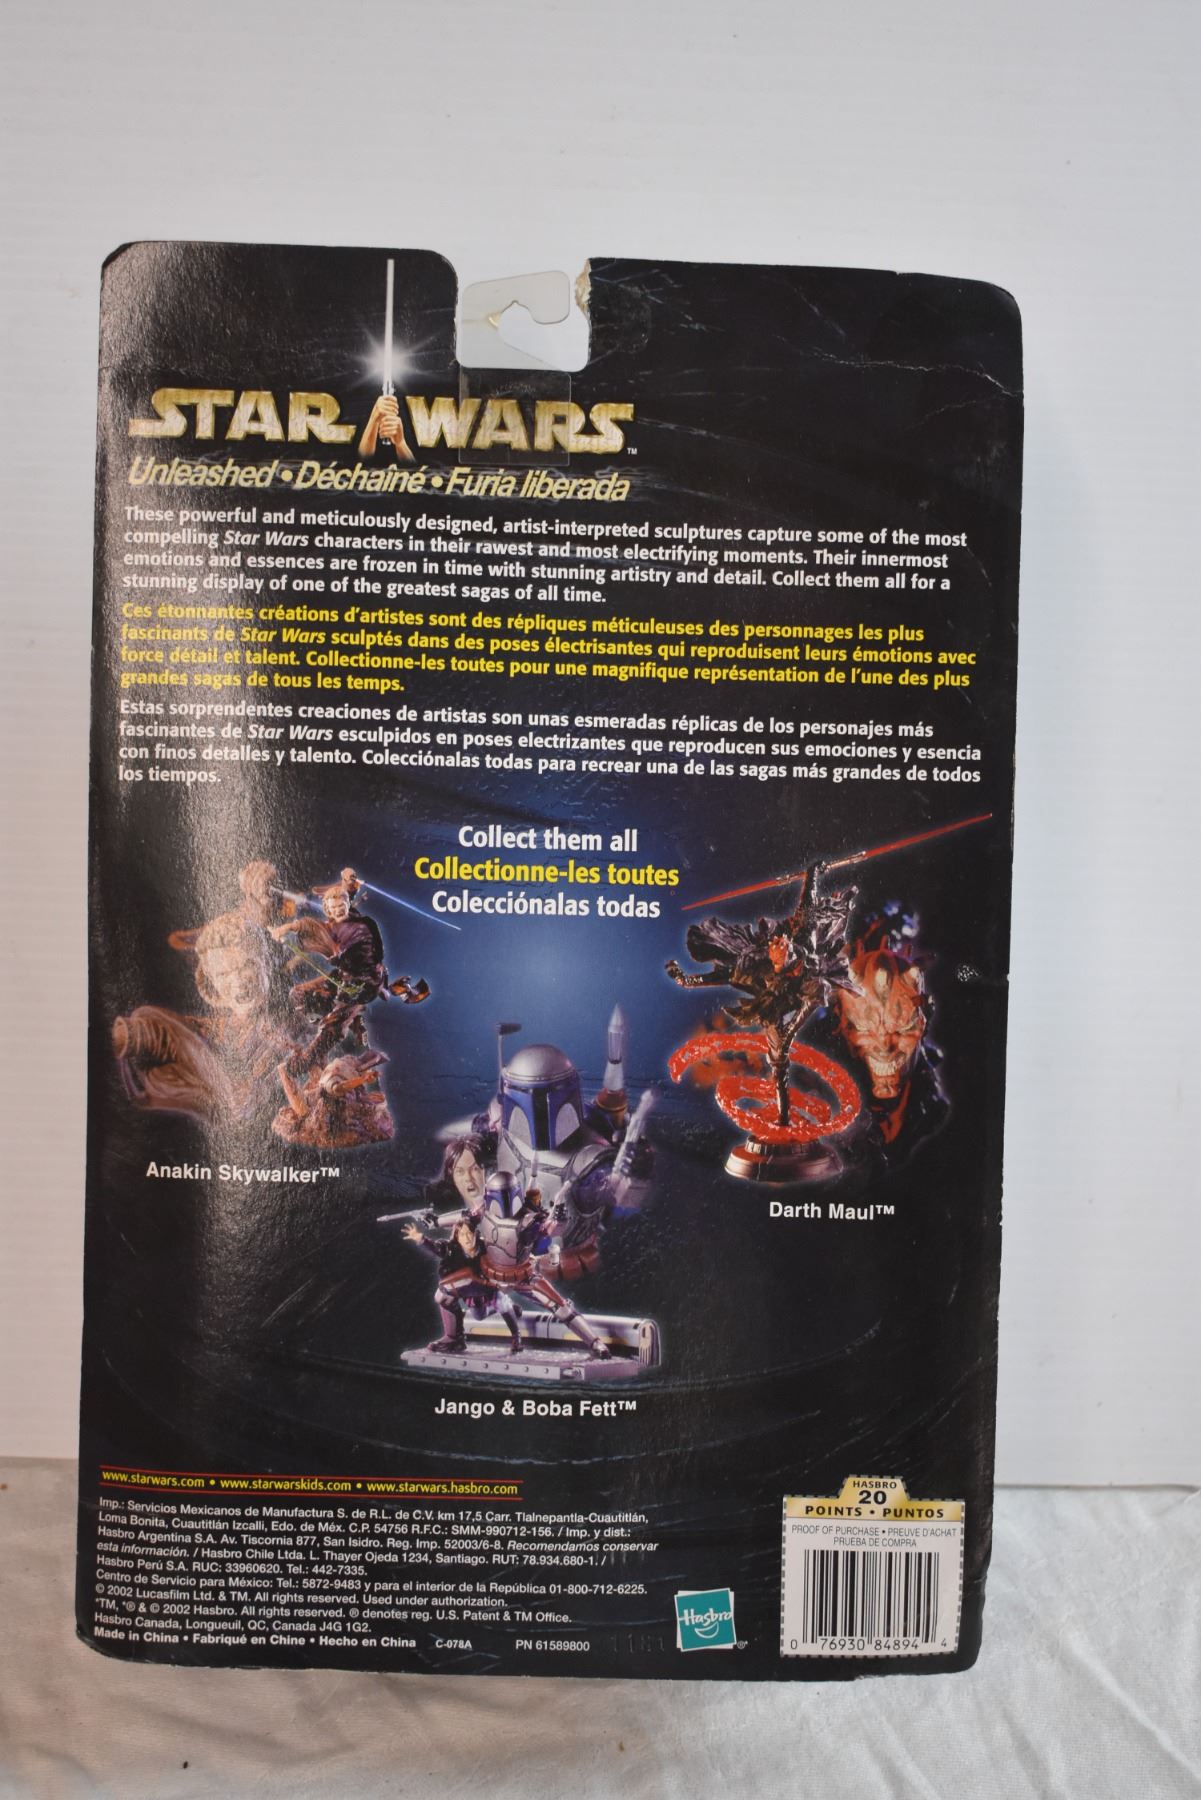 STAR WARS™
Unleashed • Déchaîné • Furia liberada
These powerful and meticulously designed, artist-interpreted sculptures capture some of the most
compelling Star Wars characters in their rawest and most electrifying moments. Their innermost
emotions and essences are frozen in time with stunning artistry and detail. Collect them all for a
stunning display of one of the greatest sagas of all time.
Ces étonnantes créations d'artistes sont des répliques méticuleuses des personnages les plus
fascinants de Star Wars sculptés dans des poses électrisantes qui reproduisent leurs émotions avec
force détail et talent. Collectionne-les toutes pour une magnifique représentation de l'une des plus
grandes sagas de tous les temps.
Estas sorprendentes creaciones de artistas son unas esmeradas réplicas de los personajes más
fascinantes de Star Wars esculpidos en poses electrizantes que reproducen sus emociones y esencia
con finos detalles y talento. Colecciónalas todas para recrear una de las sagas más grandes de todos
los tiempos.
Collect them all
Collectionne-les toutes
Colecciónalas todas
Anakin Skywalker™
Darth Maul™
Jango & Boba Fett™
www.starwars.com • www.starwarskids.com • www.starwars.hasbro.com
Imp.: Servicios Mexicanos de Manufactura S. de R.L. de C.V. km 17,5 Carr. Tlalnepantla-Cuautitlán,
Loma Bonita, Cuautitlán Izcalli, Edo. de Méx. C.P. 54756 R.F.C.: SMM-990712-156. / Imp. y dist.:
Hasbro Argentina S.A. Av. Tiscornia 877, San Isidro. Reg. Imp. 52003/6-8. Recomendamos conservar
esta información. / Hasbro Chile Ltda. L. Thayer Ojeda 1234, Santiago. RUT: 78.934.680-1. /
Hasbro Perú S.A. RUC: 33960620. Tel.: 442-7335.
Centro de Servicio para México: Tel.: 5872-9483 y para el interior de la República 01-800-712-6225.
© 2002 Lucasfilm Ltd. & TM. All rights reserved. Used under authorization.
*TM, *® & © 2002 Hasbro. All rights reserved. ® denotes reg. U.S. Patent & TM Office.
Hasbro Canada, Longueuil, QC, Canada J4G 1G2.
Made in China • Fabriqué en Chine • Hecho en China C-078A PN 61589800
Hasbro®
HASBRO
20
POINTS • PUNTOS
PROOF OF PURCHASE • PREUVE D'ACHAT
PRUEBA DE COMPRA
0 76930 84894 4